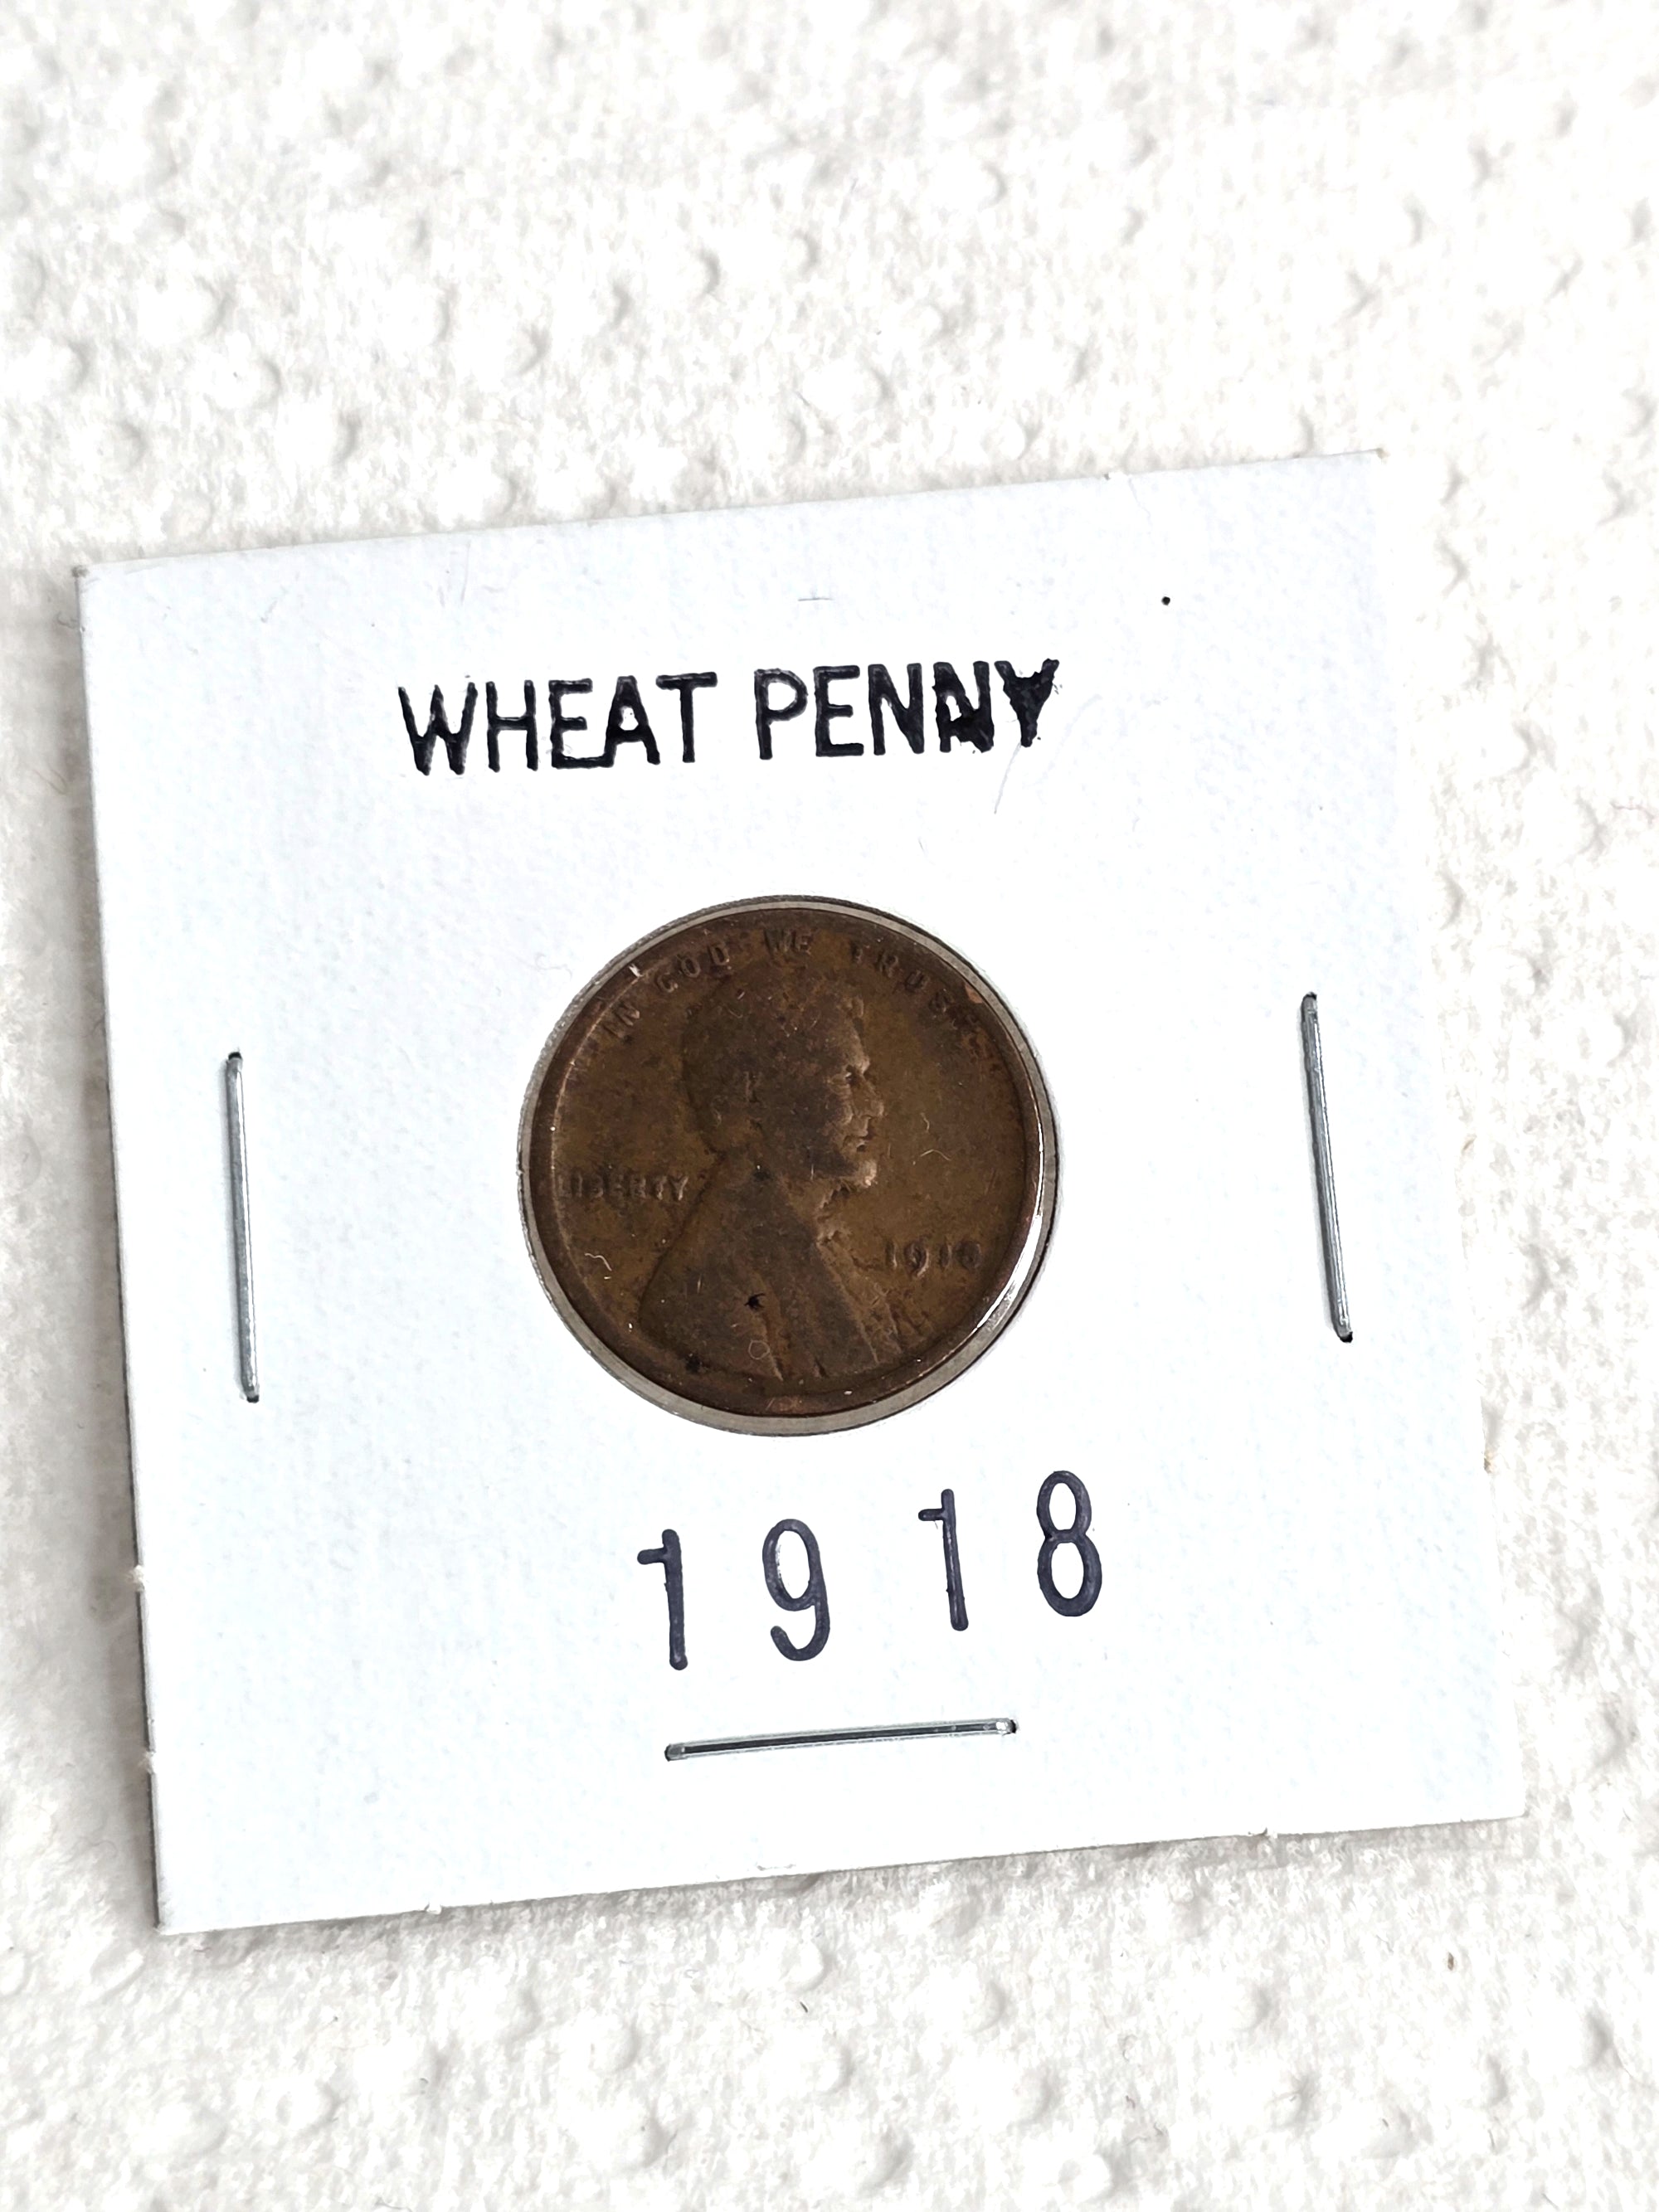 WHEAT PENNY
IN GOD WE TRUST
LIBERTY
1918
1918